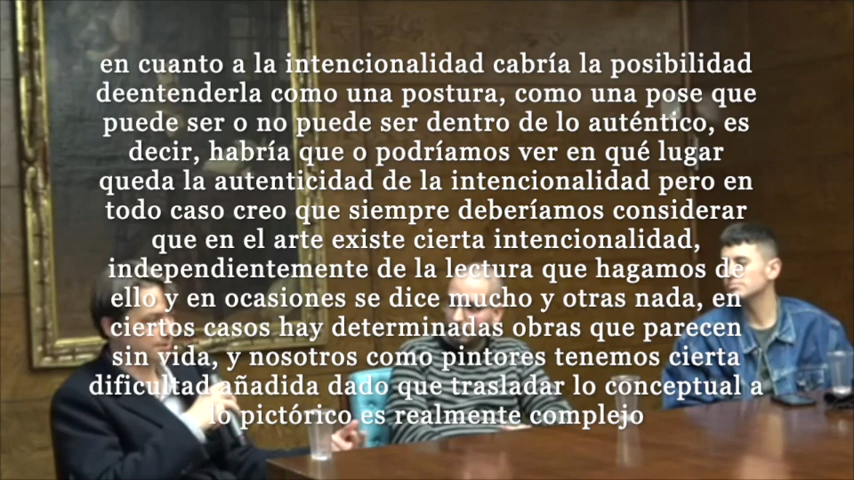 en cuanto a la intencionalidad cabría la posibilidad
deentenderla como una postura, como una pose que
puede ser o no puede ser dentro de lo auténtico, es
decir, habría que o podríamos ver en qué lugar
queda la autenticidad de la intencionalidad pero en
todo caso creo que siempre deberíamos considerar
que en el arte existe cierta intencionalidad,
independientemente de la lectura que hagamos de
ello y en ocasiones se dice mucho y otras nada, en
ciertos casos hay determinadas obras que parecen
sin vida, y nosotros como pintores tenemos cierta
dificultad añadida dado que trasladar lo conceptual a
lo pictórico es realmente complejo